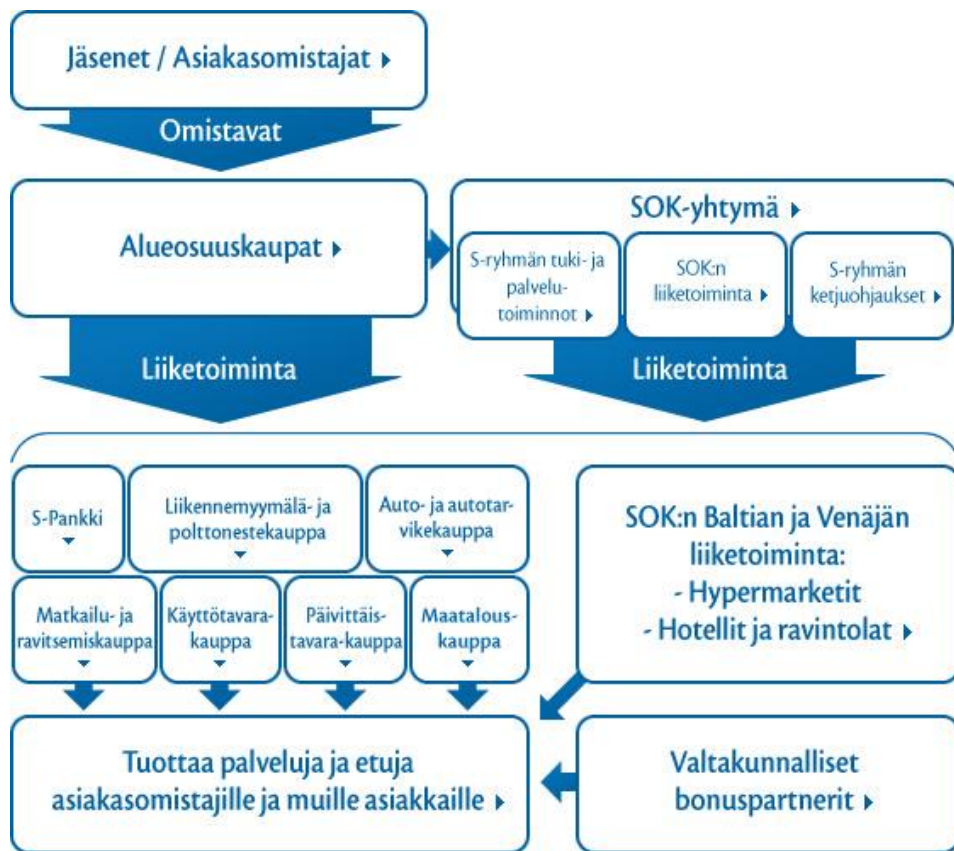 Jäsenet / Asiakasomistajat
Omistavat
Alueosuuskaupat
SOK-yhtymä
S-ryhmän tuki- ja
palvelu-
toiminnot
SOK:n
liiketoiminta
S-ryhmän
ketjuohjaukset
Liiketoiminta
Liiketoiminta
S-Pankki
Liikennemyymälä- ja
polttonestekauppa
Auto- ja autotar-
vikekauppa
Matkailu- ja
ravitsemiskauppa
Käyttötavara-
kauppa
Päivittäis-
tavara-kauppa
Maatalous-
kauppa
SOK:n Baltian ja Venäjän
liiketoiminta:
- Hypermarketit
- Hotellit ja ravintolat
Tuottaa palveluja ja etuja
asiakasomistajille ja muille asiakkaille
Valtakunnalliset
bonuspartnerit